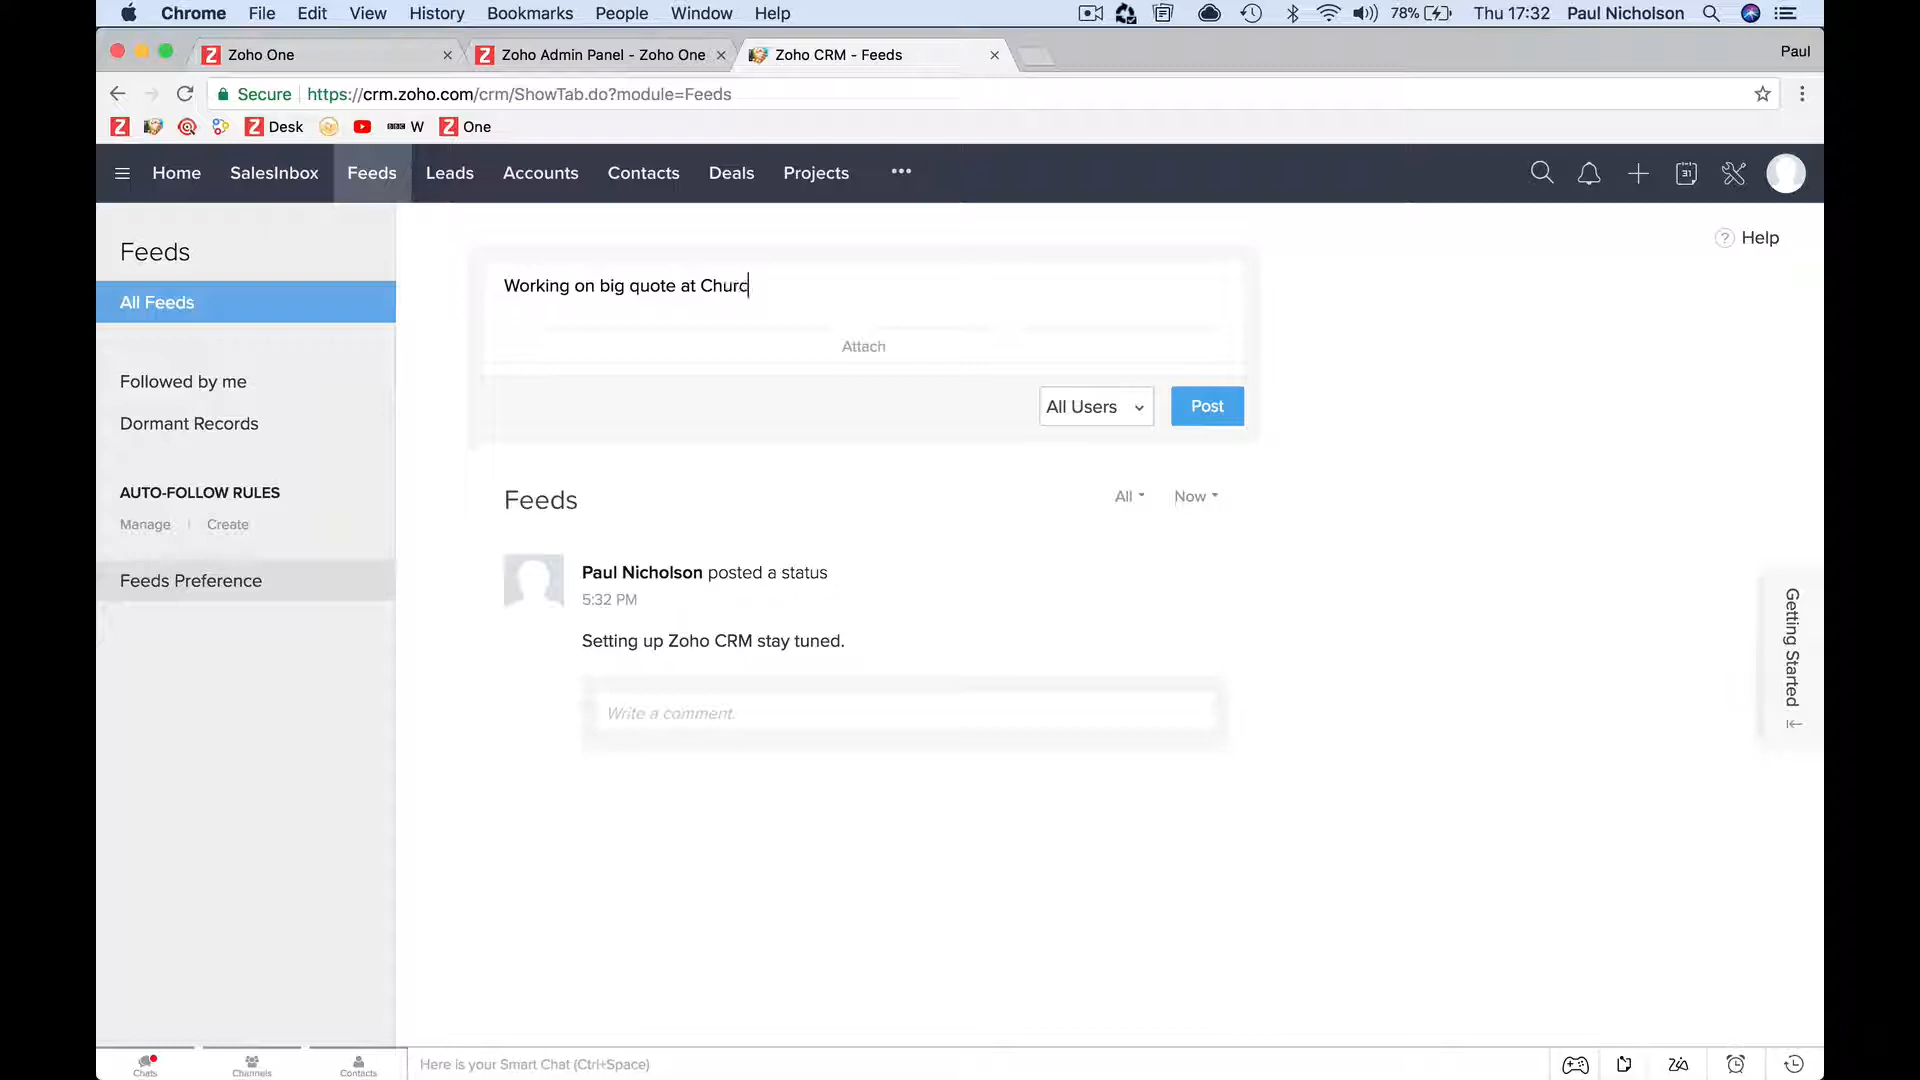 Chrome File Edit View History Bookmarks People Window Help 78% Thu 17:32 Paul Nicholson
Zoho One Zoho Admin Panel - Zoho One Zoho CRM - Feeds Paul
Secure https://crm.zoho.com/crm/ShowTab.do?module=Feeds
Desk BBC W One
Home SalesInbox Feeds Leads Accounts Contacts Deals Projects ••• 31
Feeds
All Feeds
Followed by me
Dormant Records
AUTO-FOLLOW RULES
Manage | Create
Feeds Preference
? Help
Working on big quote at Churc
Attach
All Users Post
Feeds All Now
Paul Nicholson posted a status
5:32 PM
Setting up Zoho CRM stay tuned.
Write a comment.
Getting Started
Chats Channels Contacts Here is your Smart Chat (Ctrl+Space)